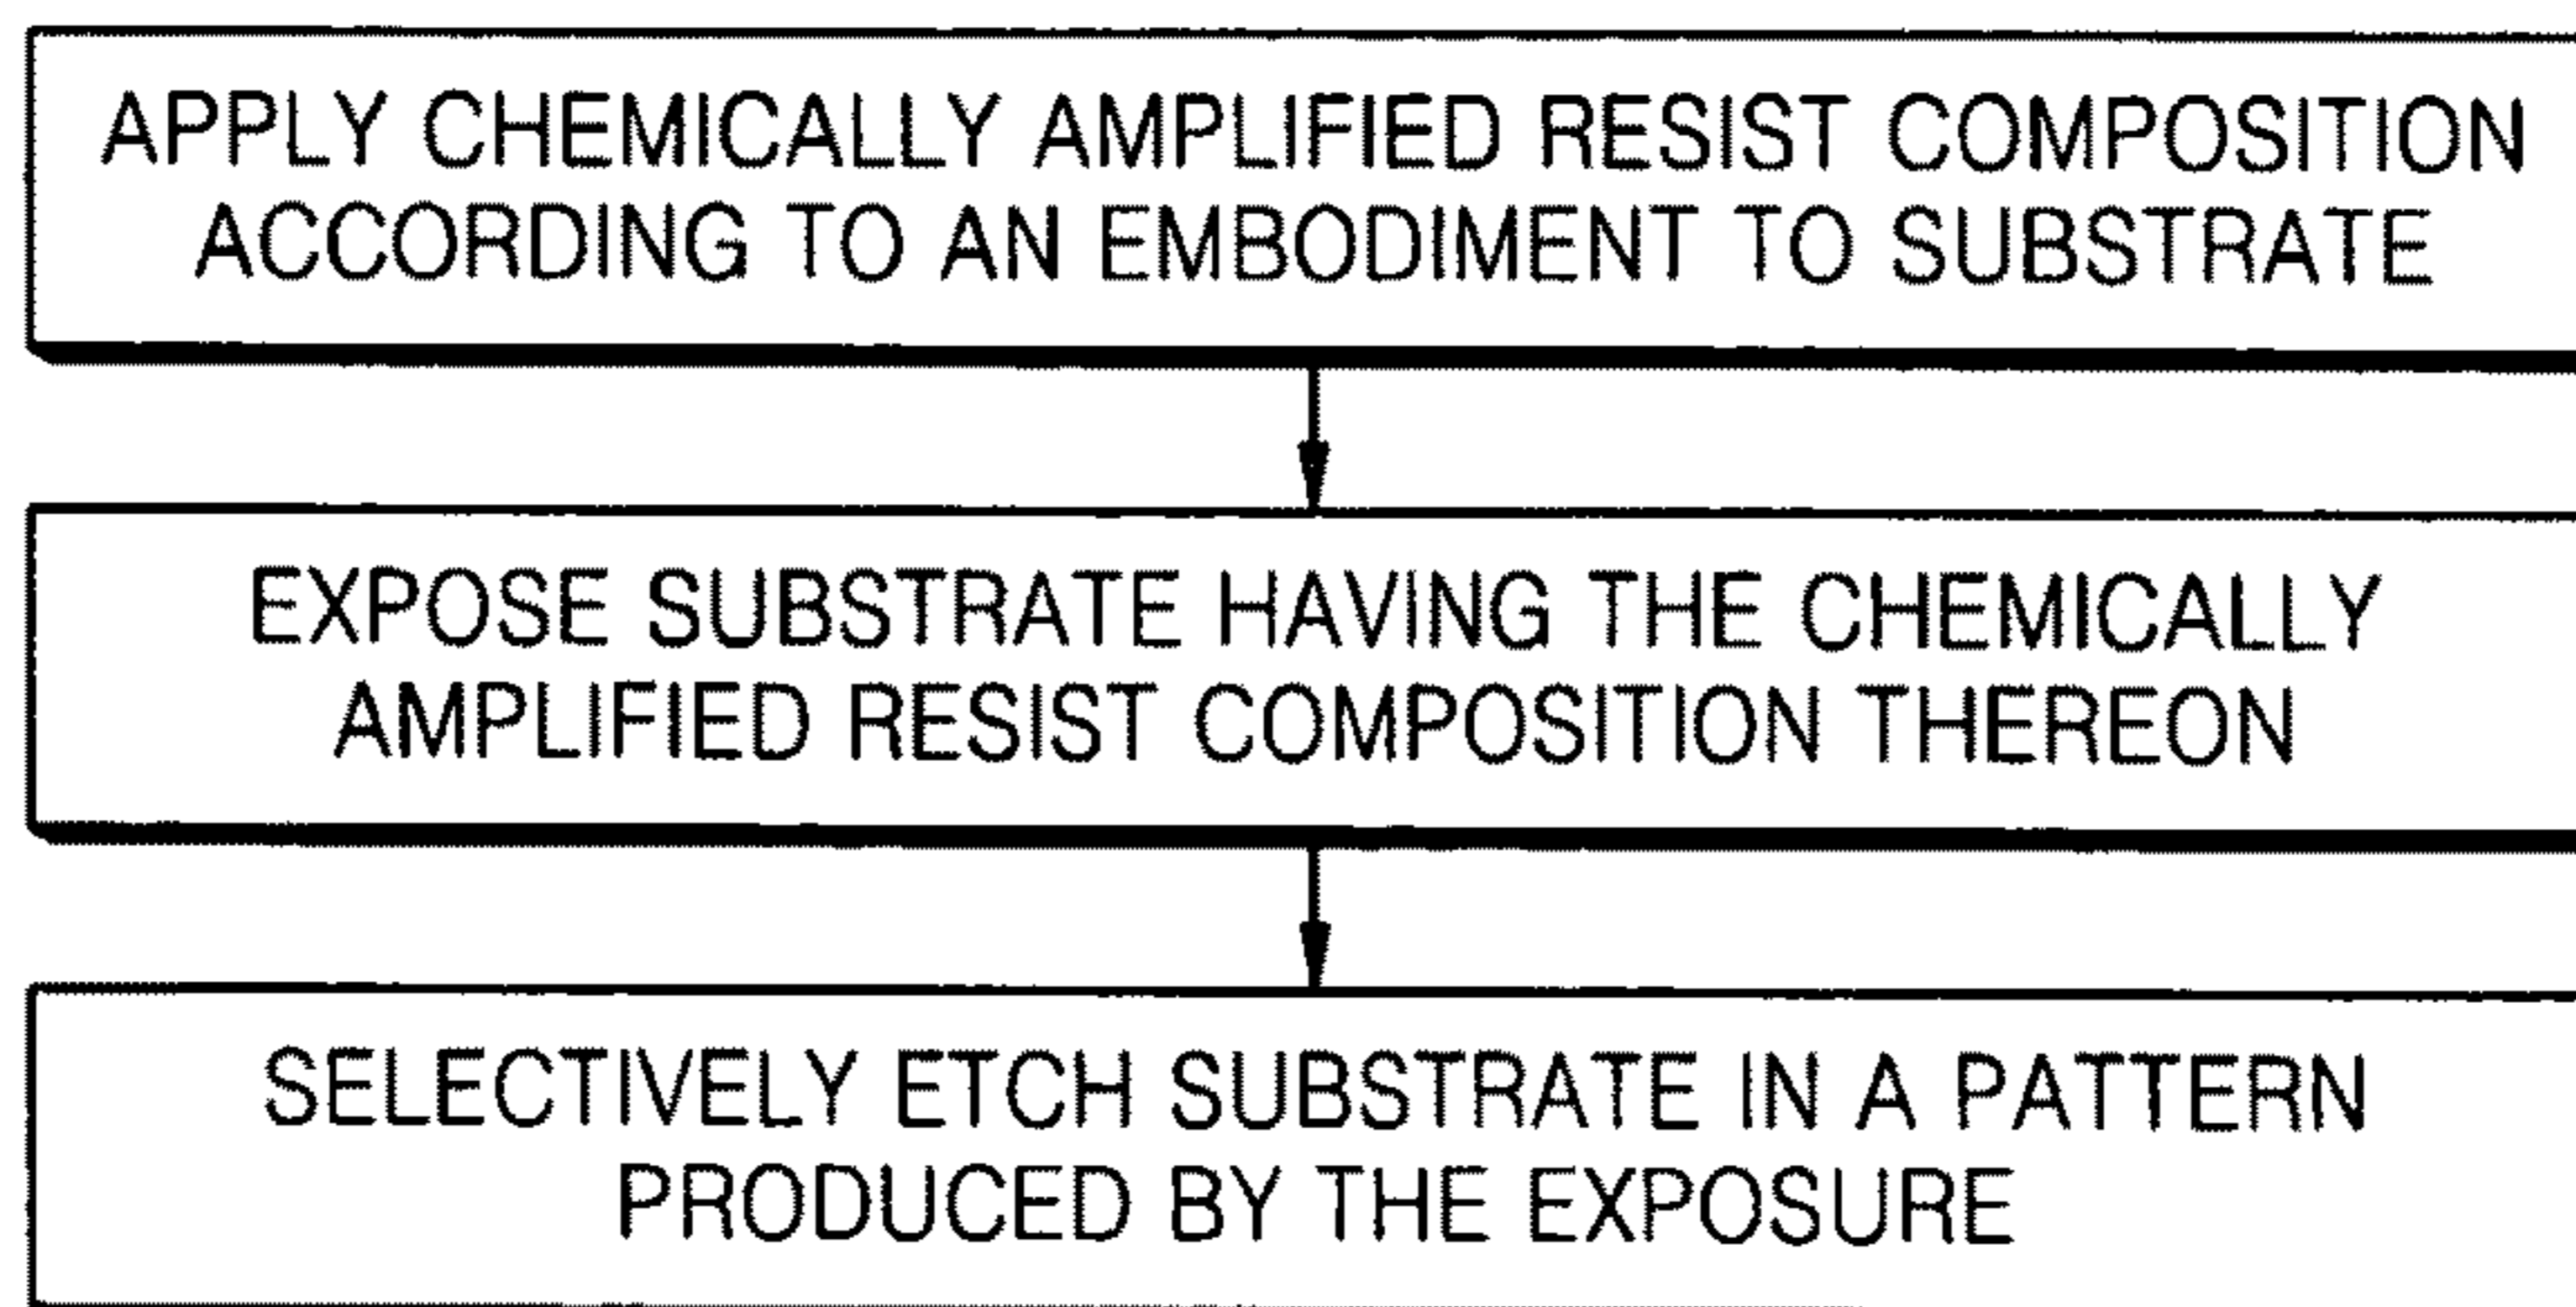 APPLY CHEMICALLY AMPLIFIED RESIST COMPOSITION
ACCORDING TO AN EMBODIMENT TO SUBSTRATE
EXPOSE SUBSTRATE HAVING THE CHEMICALLY
AMPLIFIED RESIST COMPOSITION THEREON
SELECTIVELY ETCH SUBSTRATE IN A PATTERN
PRODUCED BY THE EXPOSURE